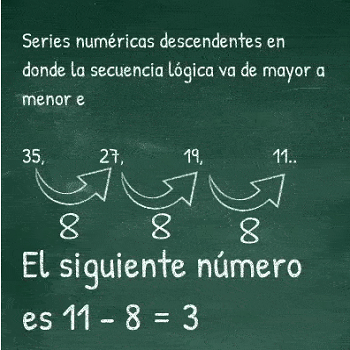 Series numéricas descendentes en
donde la secuencia lógica va de mayor a
menor e
35, 27, 19, 11..
8 8 8
El siguiente número
es 11 - 8 = 3